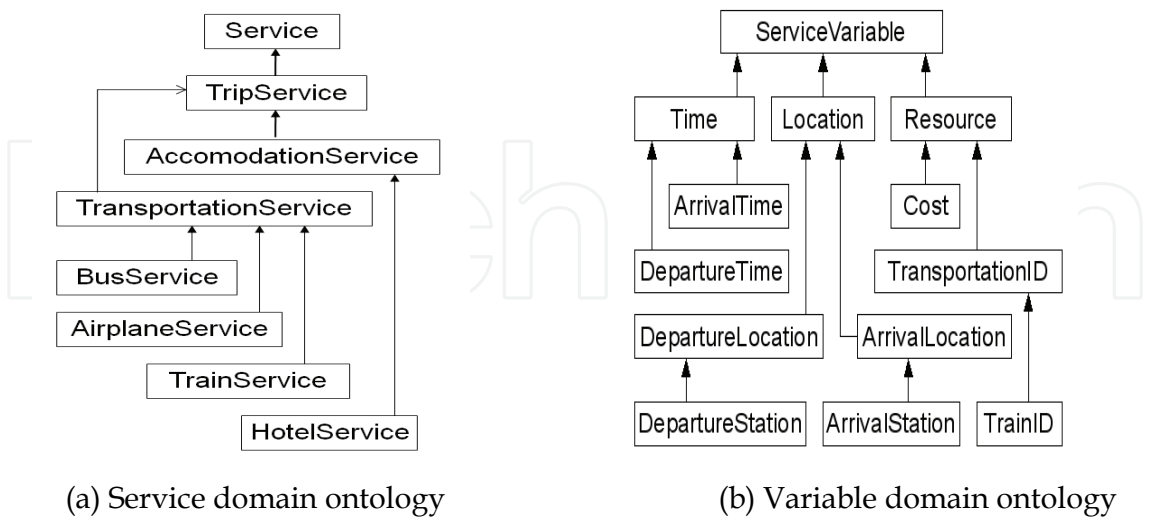 Service
TripService
AccomodationService
TransportationService
BusService
AirplaneService
TrainService
HotelService
(a) Service domain ontology
ServiceVariable
Time
Location
Resource
ArrivalTime
Cost
DepartureTime
TransportationID
DepartureLocation
ArrivalLocation
DepartureStation
ArrivalStation
TrainID
(b) Variable domain ontology